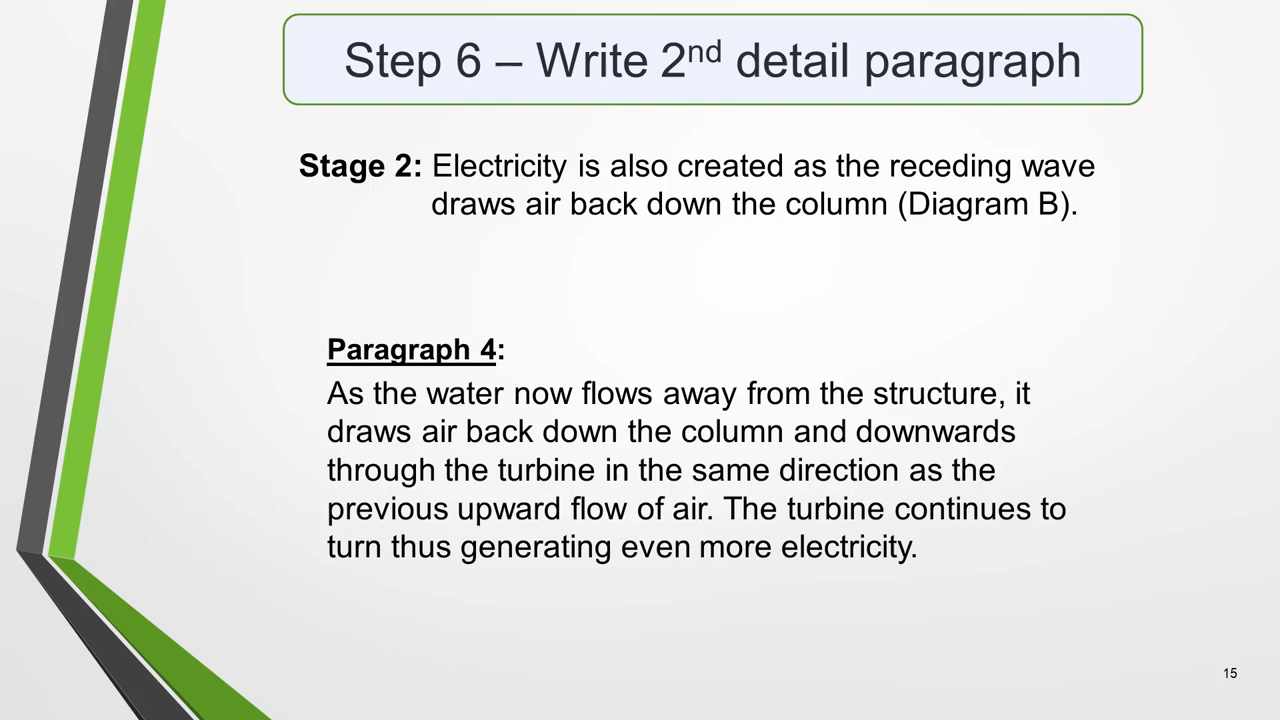 Step 6 – Write 2nd detail paragraph
Stage 2: Electricity is also created as the receding wave
draws air back down the column (Diagram B).
Paragraph 4:
As the water now flows away from the structure, it
draws air back down the column and downwards
through the turbine in the same direction as the
previous upward flow of air. The turbine continues to
turn thus generating even more electricity.
15